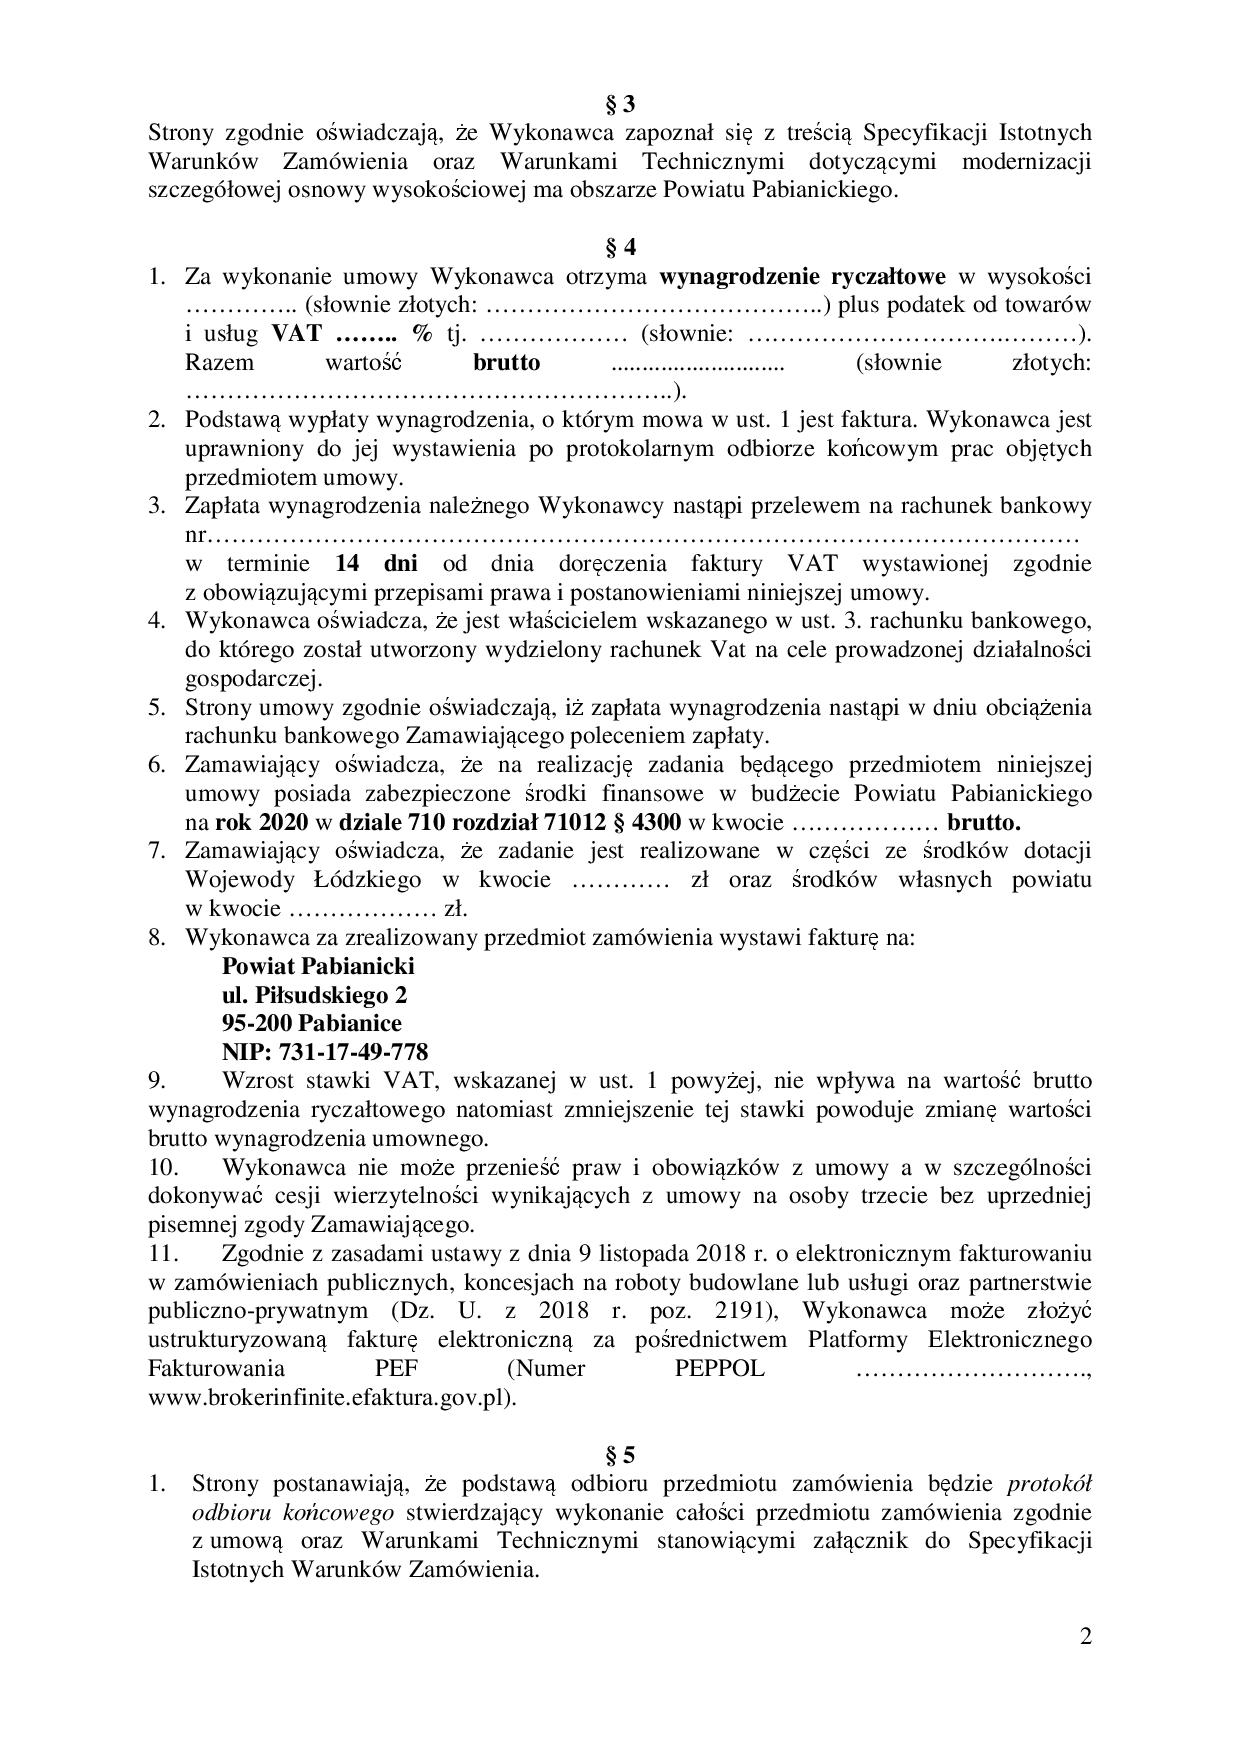 § 3
Strony zgodnie oświadczają, że Wykonawca zapoznał się z treścią Specyfikacji Istotnych
Warunków Zamówienia oraz Warunkami Technicznymi dotyczącymi modernizacji
szczegółowej osnowy wysokościowej ma obszarze Powiatu Pabianickiego.
§ 4
1. Za wykonanie umowy Wykonawca otrzyma wynagrodzenie ryczałtowe w wysokości
………….. (słownie złotych: …………………………………..) plus podatek od towarów
i usług VAT …….. % tj. ……………… (słownie: ………………………….………).
Razem wartość brutto ............................ (słownie złotych:
…………………………………………………..).
2. Podstawą wypłaty wynagrodzenia, o którym mowa w ust. 1 jest faktura. Wykonawca jest
uprawniony do jej wystawienia po protokolarnym odbiorze końcowym prac objętych
przedmiotem umowy.
3. Zapłata wynagrodzenia należnego Wykonawcy nastąpi przelewem na rachunek bankowy
nr……………………………………………………………………………………………
w terminie 14 dni od dnia doręczenia faktury VAT wystawionej zgodnie
z obowiązującymi przepisami prawa i postanowieniami niniejszej umowy.
4. Wykonawca oświadcza, że jest właścicielem wskazanego w ust. 3. rachunku bankowego,
do którego został utworzony wydzielony rachunek Vat na cele prowadzonej działalności
gospodarczej.
5. Strony umowy zgodnie oświadczają, iż zapłata wynagrodzenia nastąpi w dniu obciążenia
rachunku bankowego Zamawiającego poleceniem zapłaty.
6. Zamawiający oświadcza, że na realizację zadania będącego przedmiotem niniejszej
umowy posiada zabezpieczone środki finansowe w budżecie Powiatu Pabianickiego
na rok 2020 w dziale 710 rozdział 71012 § 4300 w kwocie ……………… brutto.
7. Zamawiający oświadcza, że zadanie jest realizowane w części ze środków dotacji
Wojewody Łódzkiego w kwocie ………… zł oraz środków własnych powiatu
w kwocie ……………… zł.
8. Wykonawca za zrealizowany przedmiot zamówienia wystawi fakturę na:
Powiat Pabianicki
ul. Piłsudskiego 2
95-200 Pabianice
NIP: 731-17-49-778
9. Wzrost stawki VAT, wskazanej w ust. 1 powyżej, nie wpływa na wartość brutto
wynagrodzenia ryczałtowego natomiast zmniejszenie tej stawki powoduje zmianę wartości
brutto wynagrodzenia umownego.
10. Wykonawca nie może przenieść praw i obowiązków z umowy a w szczególności
dokonywać cesji wierzytelności wynikających z umowy na osoby trzecie bez uprzedniej
pisemnej zgody Zamawiającego.
11. Zgodnie z zasadami ustawy z dnia 9 listopada 2018 r. o elektronicznym fakturowaniu
w zamówieniach publicznych, koncesjach na roboty budowlane lub usługi oraz partnerstwie
publiczno-prywatnym (Dz. U. z 2018 r. poz. 2191), Wykonawca może złożyć
ustrukturyzowaną fakturę elektroniczną za pośrednictwem Platformy Elektronicznego
Fakturowania PEF (Numer PEPPOL ……………………….,
www.brokerinfinite.efaktura.gov.pl).
§ 5
1. Strony postanawiają, że podstawą odbioru przedmiotu zamówienia będzie protokół
odbioru końcowego stwierdzający wykonanie całości przedmiotu zamówienia zgodnie
z umową oraz Warunkami Technicznymi stanowiącymi załącznik do Specyfikacji
Istotnych Warunków Zamówienia.
2